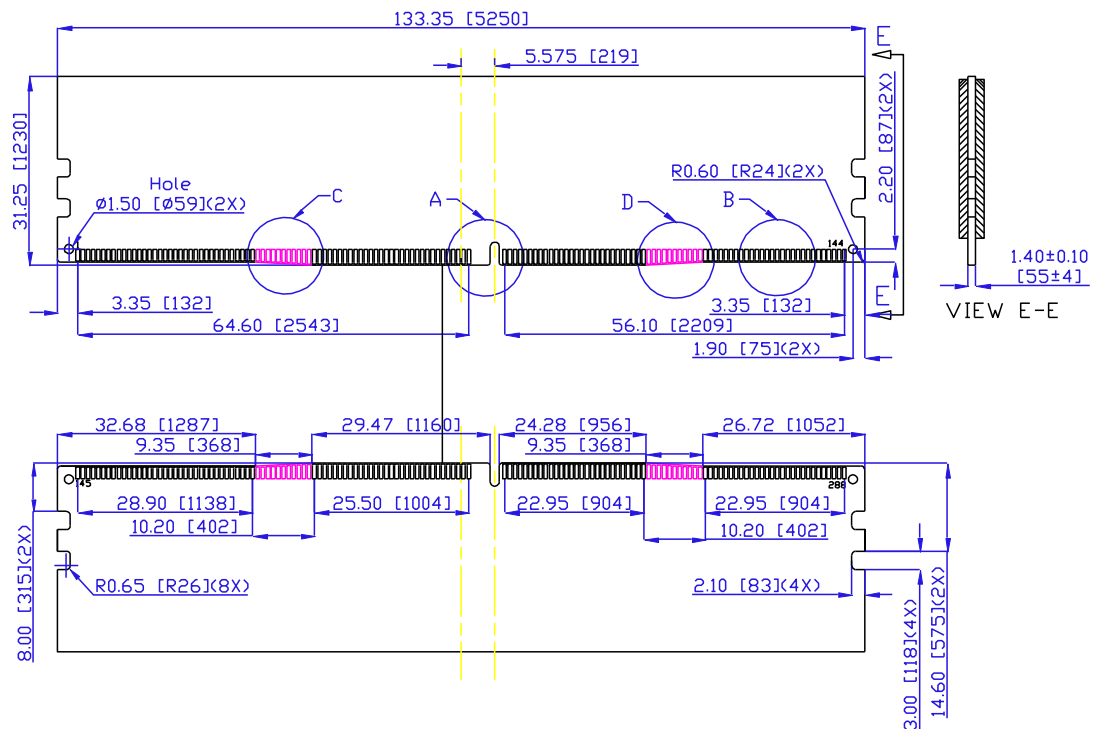 133.35 [5250]
5.575 [219]
E
31.25 [1230]
2.20 [87](2X)
Hole
ø1.50 [ø59](2X)
C
A
D
B
R0.60 [R24](2X)
1
144
1.40±0.10
[55±4]
3.35 [132]
3.35 [132]
E
VIEW E-E
64.60 [2543]
56.10 [2209]
1.90 [75](2X)
32.68 [1287]
29.47 [1160]
24.28 [956]
26.72 [1052]
9.35 [368]
9.35 [368]
145
288
28.90 [1138]
25.50 [1004]
22.95 [904]
22.95 [904]
10.20 [402]
10.20 [402]
8.00 [315](2X)
R0.65 [R26](8X)
2.10 [83](4X)
3.00 [118](4X)
14.60 [575](2X)